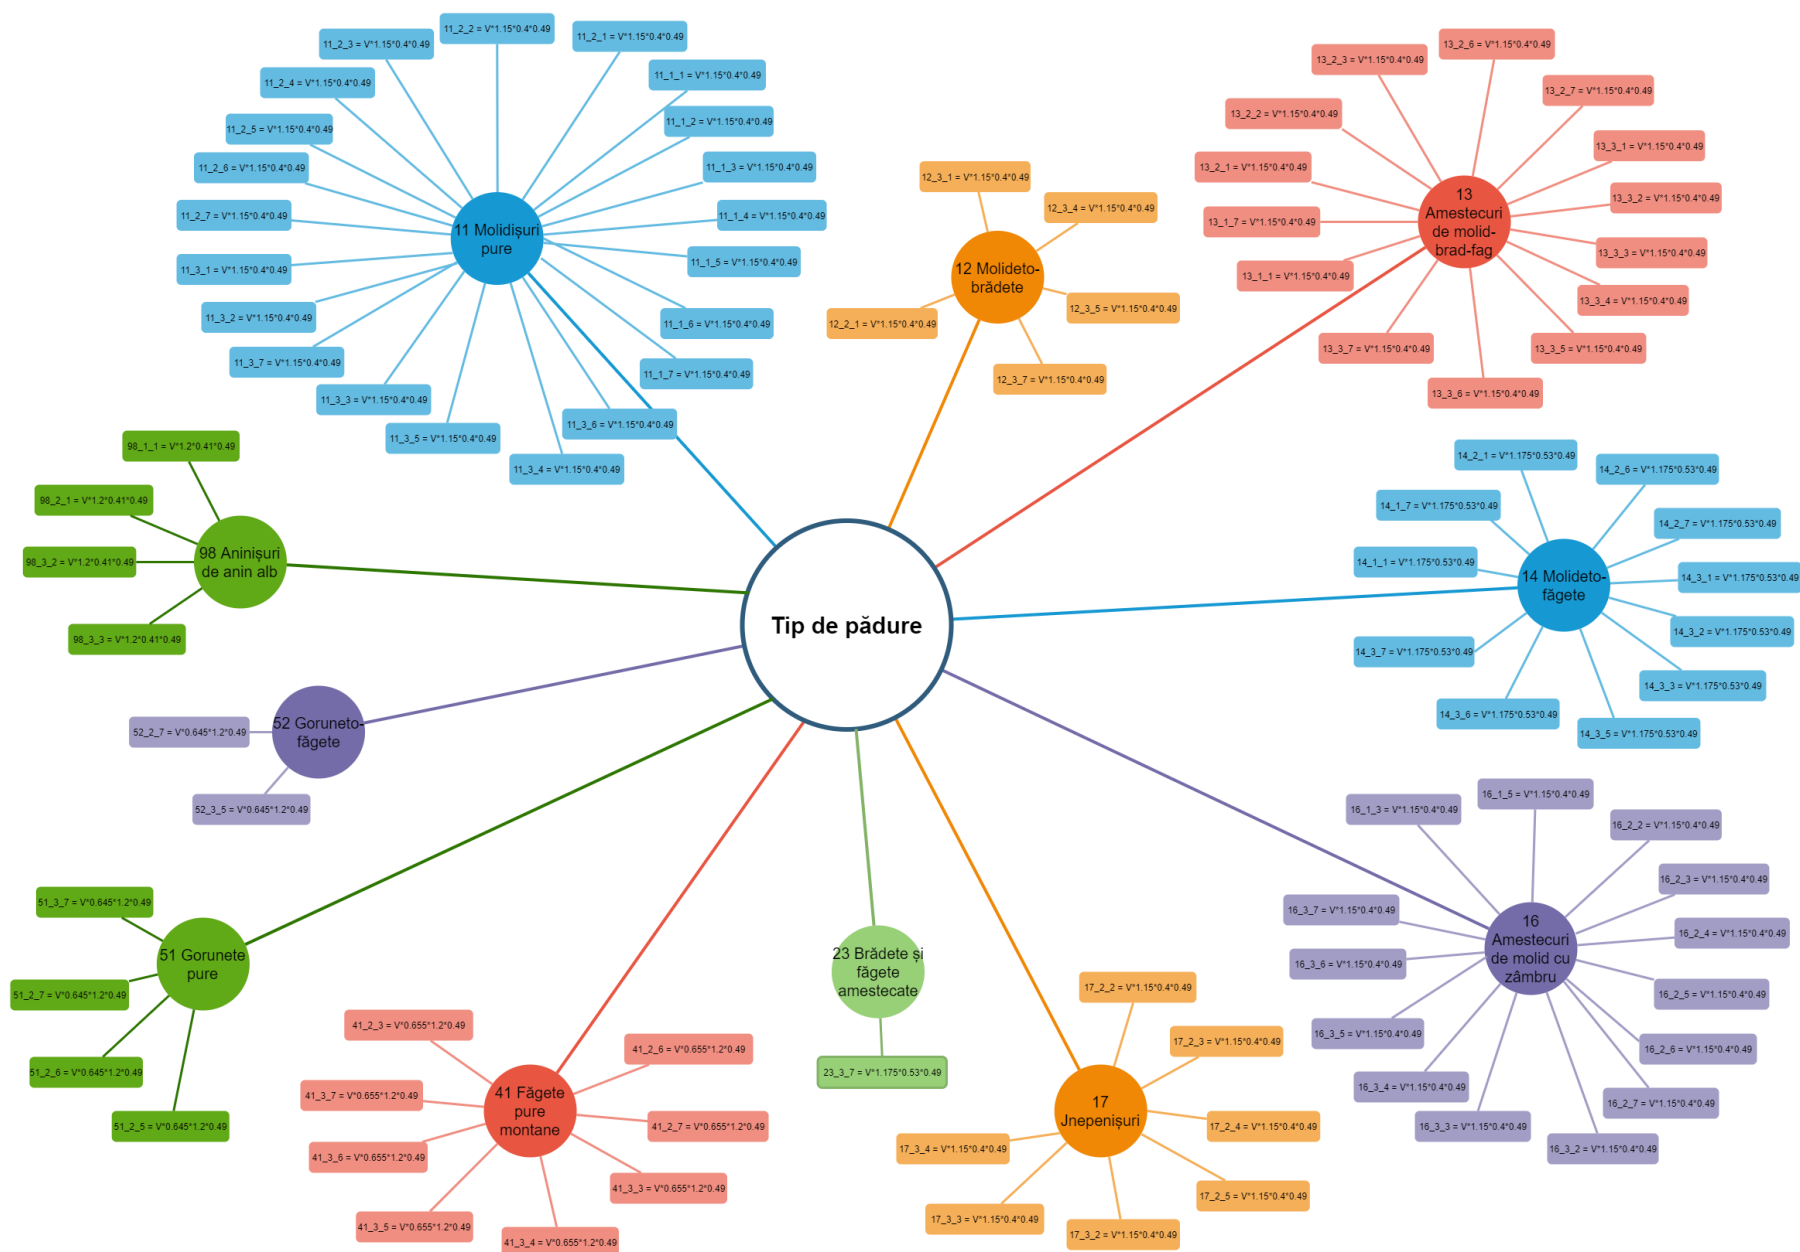 11_2_2 = V*1.15*0.4*0.49
11_2_1 = V*1.15*0.4*0.49
11_2_3 = V*1.15*0.4*0.49
11_1_1 = V*1.15*0.4*0.49
11_2_4 = V*1.15*0.4*0.49
11_1_2 = V*1.15*0.4*0.49
11_2_5 = V*1.15*0.4*0.49
11_1_3 = V*1.15*0.4*0.49
11_2_6 = V*1.15*0.4*0.49
11_1_4 = V*1.15*0.4*0.49
11_2_7 = V*1.15*0.4*0.49
11 Molidișuri
pure
11_1_5 = V*1.15*0.4*0.49
11_3_1 = V*1.15*0.4*0.49
11_3_2 = V*1.15*0.4*0.49
11_1_6 = V*1.15*0.4*0.49
11_3_7 = V*1.15*0.4*0.49
11_1_7 = V*1.15*0.4*0.49
11_3_3 = V*1.15*0.4*0.49
11_3_6 = V*1.15*0.4*0.49
11_3_5 = V*1.15*0.4*0.49
11_3_4 = V*1.15*0.4*0.49
12_3_1 = V*1.15*0.4*0.49
12_3_4 = V*1.15*0.4*0.49
12 Molideto-
brădete
12_3_5 = V*1.15*0.4*0.49
12_2_1 = V*1.15*0.4*0.49
12_3_7 = V*1.15*0.4*0.49
13_2_6 = V*1.15*0.4*0.49
13_2_3 = V*1.15*0.4*0.49
13_2_7 = V*1.15*0.4*0.49
13_2_2 = V*1.15*0.4*0.49
13_3_1 = V*1.15*0.4*0.49
13_2_1 = V*1.15*0.4*0.49
13_3_2 = V*1.15*0.4*0.49
13
Amestecuri
de molid-
brad-fag
13_1_7 = V*1.15*0.4*0.49
13_3_3 = V*1.15*0.4*0.49
13_1_1 = V*1.15*0.4*0.49
13_3_4 = V*1.15*0.4*0.49
13_3_7 = V*1.15*0.4*0.49
13_3_5 = V*1.15*0.4*0.49
13_3_6 = V*1.15*0.4*0.49
98_1_1 = V*1.2*0.41*0.49
98_2_1 = V*1.2*0.41*0.49
98 Aninișuri
de anin alb
98_3_2 = V*1.2*0.41*0.49
98_3_3 = V*1.2*0.41*0.49
Tip de pădure
14_2_1 = V*1.175*0.53*0.49
14_2_6 = V*1.175*0.53*0.49
14_1_7 = V*1.175*0.53*0.49
14_2_7 = V*1.175*0.53*0.49
14_1_1 = V*1.175*0.53*0.49
14 Molideto-
făgete
14_3_1 = V*1.175*0.53*0.49
14_3_2 = V*1.175*0.53*0.49
14_3_7 = V*1.175*0.53*0.49
14_3_3 = V*1.175*0.53*0.49
14_3_6 = V*1.175*0.53*0.49
14_3_5 = V*1.175*0.53*0.49
52 Goruneto-
făgete
52_2_7 = V*0.645*1.2*0.49
52_3_5 = V*0.645*1.2*0.49
16_1_5 = V*1.15*0.4*0.49
16_1_3 = V*1.15*0.4*0.49
16_2_2 = V*1.15*0.4*0.49
16_2_3 = V*1.15*0.4*0.49
16_3_7 = V*1.15*0.4*0.49
16_2_4 = V*1.15*0.4*0.49
16
Amestecuri
de molid cu
zâmbru
16_3_6 = V*1.15*0.4*0.49
16_2_5 = V*1.15*0.4*0.49
16_3_5 = V*1.15*0.4*0.49
16_2_6 = V*1.15*0.4*0.49
16_3_4 = V*1.15*0.4*0.49
16_2_7 = V*1.15*0.4*0.49
16_3_3 = V*1.15*0.4*0.49
16_3_2 = V*1.15*0.4*0.49
51_3_7 = V*0.645*1.2*0.49
51 Gorunete
pure
51_2_7 = V*0.645*1.2*0.49
51_2_6 = V*0.645*1.2*0.49
51_2_5 = V*0.645*1.2*0.49
41_2_3 = V*0.655*1.2*0.49
41_2_6 = V*0.655*1.2*0.49
41_3_7 = V*0.655*1.2*0.49
41 Făgete
pure
montane
41_2_7 = V*0.655*1.2*0.49
41_3_6 = V*0.655*1.2*0.49
41_3_3 = V*0.655*1.2*0.49
41_3_5 = V*0.655*1.2*0.49
41_3_4 = V*0.655*1.2*0.49
23 Brădete și
făgete
amestecate
23_3_7 = V*1.175*0.53*0.49
17_2_2 = V*1.15*0.4*0.49
17_2_3 = V*1.15*0.4*0.49
17
Jnepenișuri
17_2_4 = V*1.15*0.4*0.49
17_3_4 = V*1.15*0.4*0.49
17_2_5 = V*1.15*0.4*0.49
17_3_3 = V*1.15*0.4*0.49
17_3_2 = V*1.15*0.4*0.49